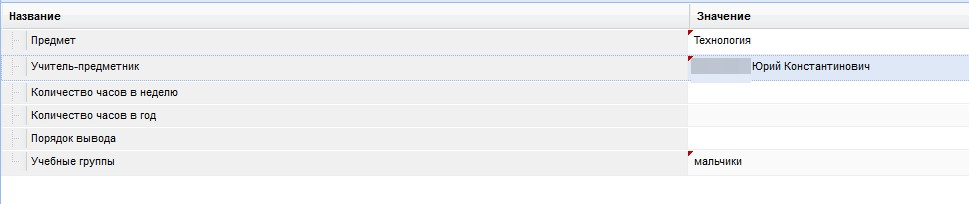 Название Значение
Предмет Технология
Учитель-предметник Юрий Константинович
Количество часов в неделю
Количество часов в год
Порядок вывода
Учебные группы мальчики